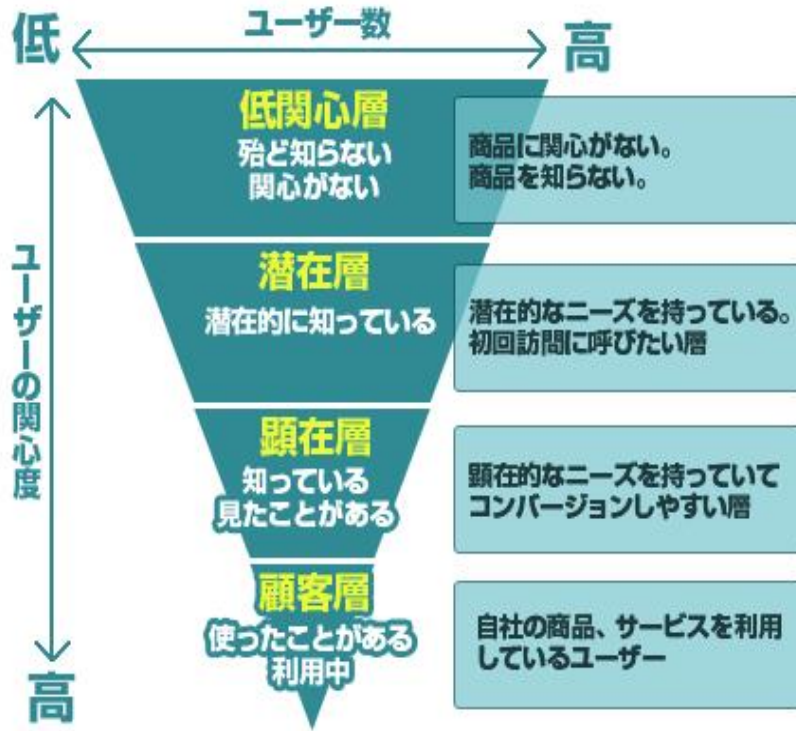 低
ユーザー数
高
ユーザーの関心度
高
低関心層
殆ど知らない
関心がない
商品に関心がない。
商品を知らない。
潜在層
潜在的に知っている
潜在的なニーズを持っている。
初回訪問に呼びたい層
顕在層
知っている
見たことがある
顕在的なニーズを持っていて
コンバージョンしやすい層
顧客層
使ったことがある
利用中
自社の商品、サービスを利用
しているユーザー